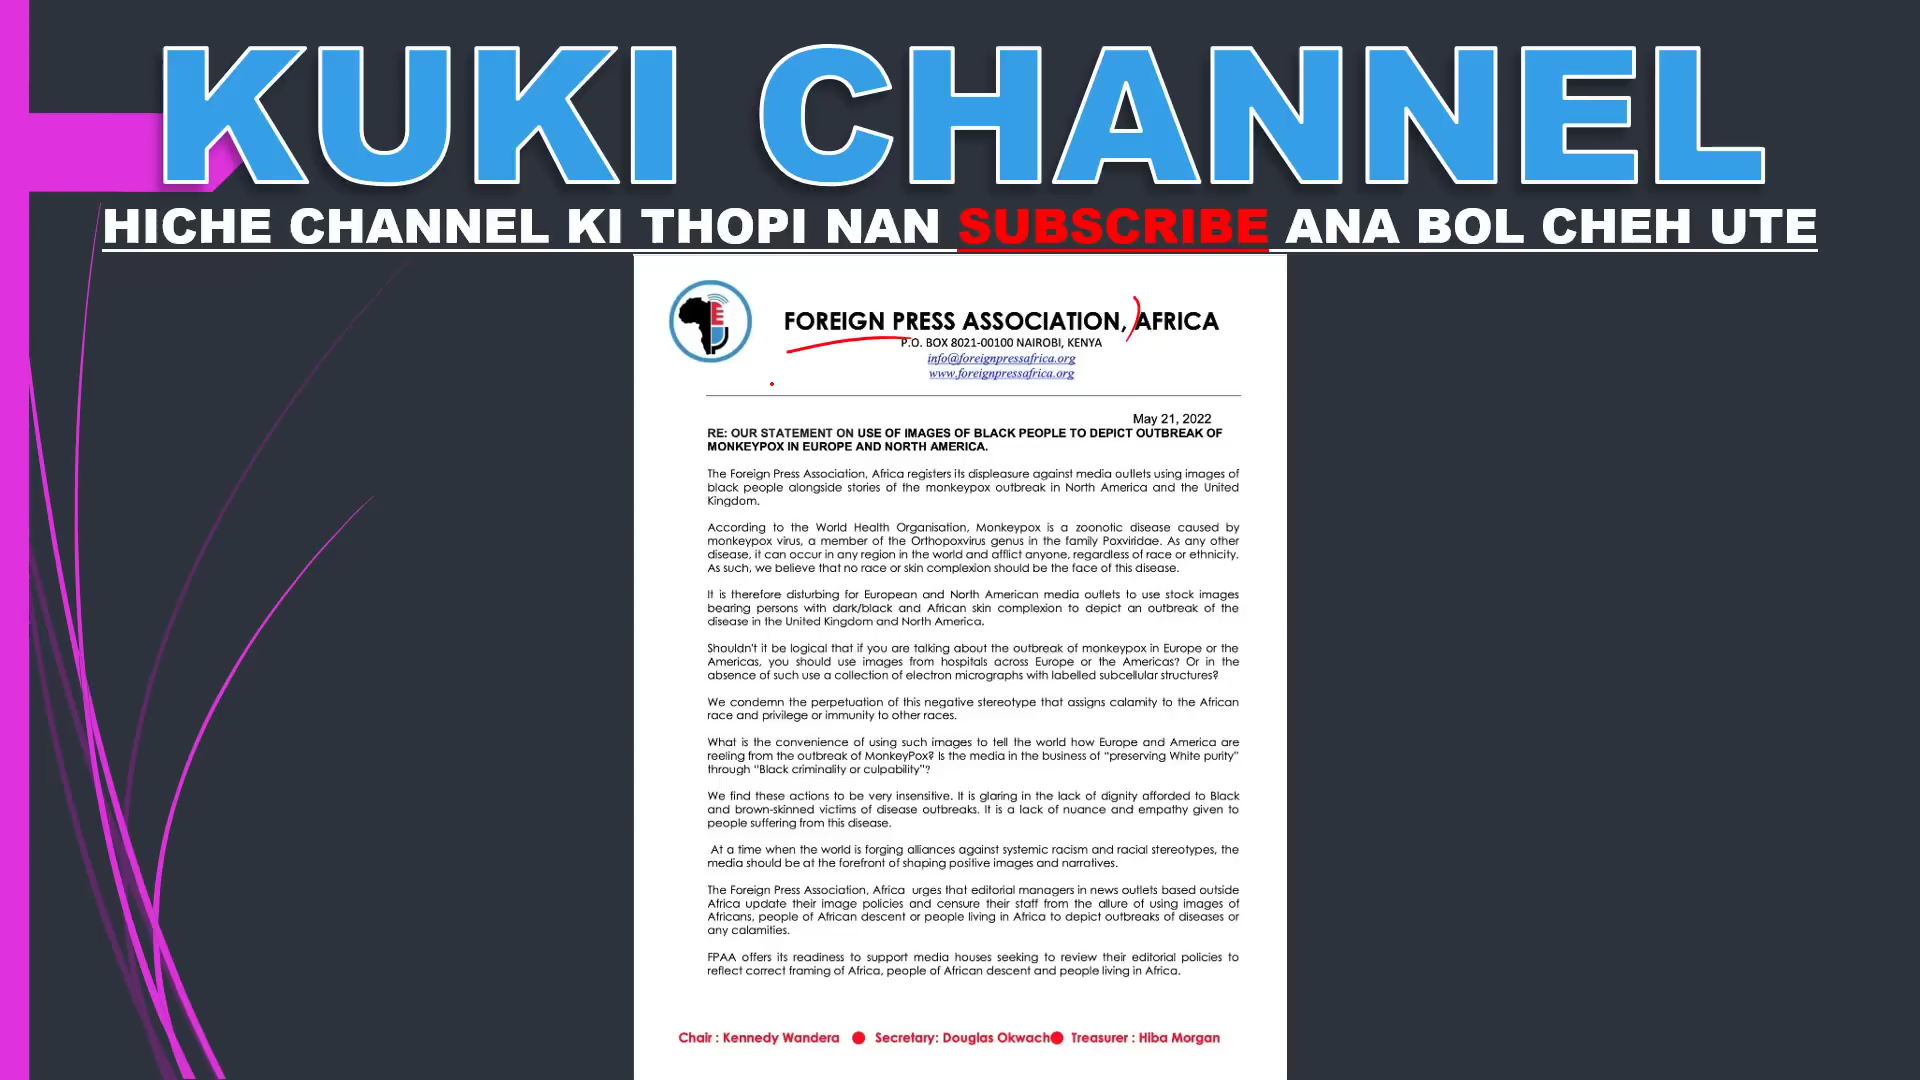 KUKI CHANNEL
HICHE CHANNEL KI THOPI NAN SUBSCRIBE ANA BOL CHEH UTE
FOREIGN PRESS ASSOCIATION, AFRICA
P.O. BOX 8021-00100 NAIROBI, KENYA
info@foreignpressafrica.org
www.foreignpressafrica.org
May 21, 2022
RE: OUR STATEMENT ON USE OF IMAGES OF BLACK PEOPLE TO DEPICT OUTBREAK OF
MONKEYPOX IN EUROPE AND NORTH AMERICA.
The Foreign Press Association, Africa registers its displeasure against media outlets using images of
black people alongside stories of the monkeypox outbreak in North America and the United
Kingdom.
According to the World Health Organisation, Monkeypox is a zoonotic disease caused by
monkeypox virus, a member of the Orthopoxvirus genus in the family Poxviridae. As any other
disease, it can occur in any region in the world and afflict anyone, regardless of race or ethnicity.
As such, we believe that no race or skin complexion should be the face of this disease.
It is therefore disturbing for European and North American media outlets to use stock images
bearing persons with dark/black and African skin complexion to depict an outbreak of the
disease in the United Kingdom and North America.
Shouldn't it be logical that if you are talking about the outbreak of monkeypox in Europe or the
Americas, you should use images from hospitals across Europe or the Americas? Or in the
absence of such use a collection of electron micrographs with labelled subcellular structures?
We condemn the perpetuation of this negative stereotype that assigns calamity to the African
race and privilege or immunity to other races.
What is the convenience of using such images to tell the world how Europe and America are
reeling from the outbreak of MonkeyPox? Is the media in the business of “preserving White purity”
through “Black criminality or culpability”?
We find these actions to be very insensitive. It is glaring in the lack of dignity afforded to Black
and brown-skinned victims of disease outbreaks. It is a lack of nuance and empathy given to
people suffering from this disease.
At a time when the world is forging alliances against systemic racism and racial stereotypes, the
media should be at the forefront of shaping positive images and narratives.
The Foreign Press Association, Africa urges that editorial managers in news outlets based outside
Africa update their image policies and censure their staff from the allure of using images of
Africans, people of African descent or people living in Africa to depict outbreaks of diseases or
any calamities.
FPAA offers its readiness to support media houses seeking to review their editorial policies to
reflect correct framing of Africa, people of African descent and people living in Africa.
Chair : Kennedy Wandera ● Secretary: Douglas Okwach ● Treasurer : Hiba Morgan